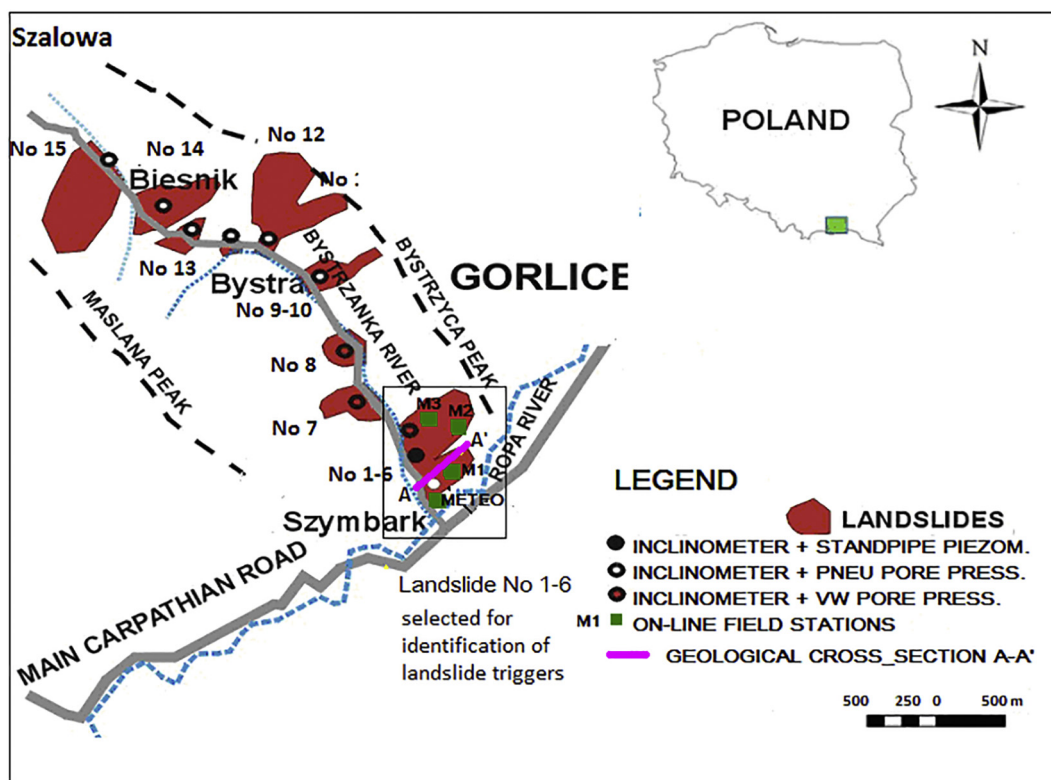 Szalowa
No 15
No 14
Biesnik
No 12
No
No 13
Bystra
No 9-10
BYSTRZANKA RIVER
BYSTRZYCA PEAK
GORLICE
MASLANA PEAK
No 8
No 7
M3
M2
A'
M1
No 1-6
A
METEO
ROPA RIVER
Szymbark
MAIN CARPATHIAN ROAD
Landslide No 1-6
selected for
identification of
landslide triggers
POLAND
N
LEGEND
LANDSLIDES
INCLINOMETER + STANDPIPE PIEZOM.
INCLINOMETER + PNEU PORE PRESS.
INCLINOMETER + VW PORE PRESS.
M1 ON-LINE FIELD STATIONS
GEOLOGICAL CROSS_SECTION A-A'
500 250 0 500 m